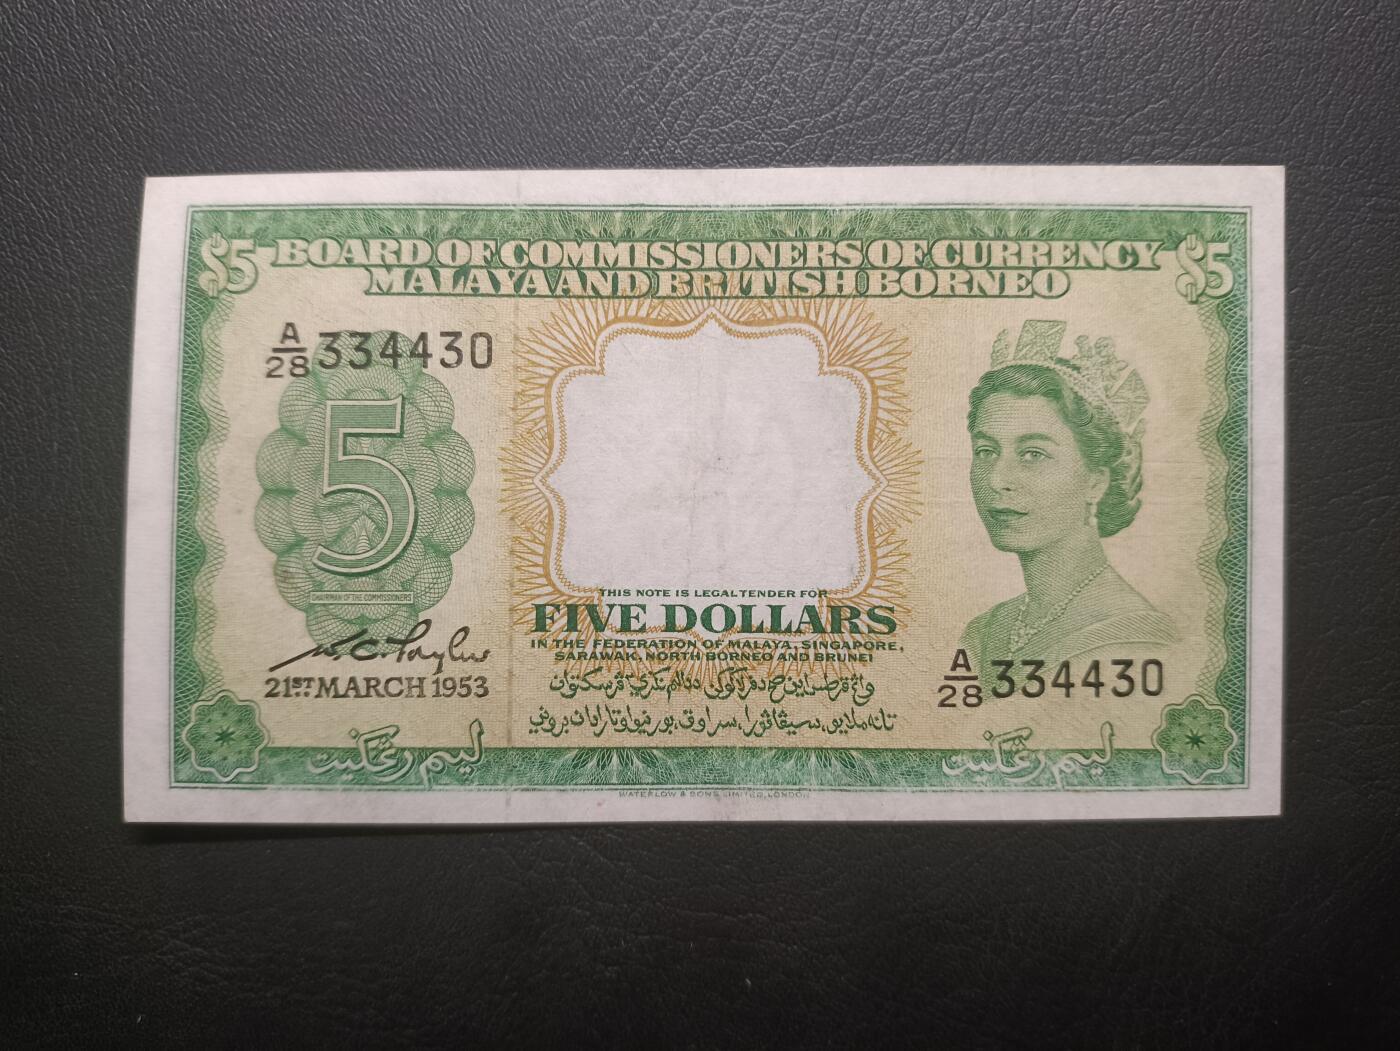 $5 BOARD OF COMMISSIONERS OF CURRENCY $5
MALAYA AND BRITISH BORNEO
A/28 334430
5
CHAIRMAN OF THE COMMISSIONERS
W.C. Taylor
21ST MARCH 1953
THIS NOTE IS LEGAL TENDER FOR
FIVE DOLLARS
IN THE FEDERATION OF MALAYA, SINGAPORE,
SARAWAK, NORTH BORNEO AND BRUNEI
A/28 334430
ليم رڠݢيت
ليم رڠݢيت
WATERLOW & SONS LIMITED, LONDON